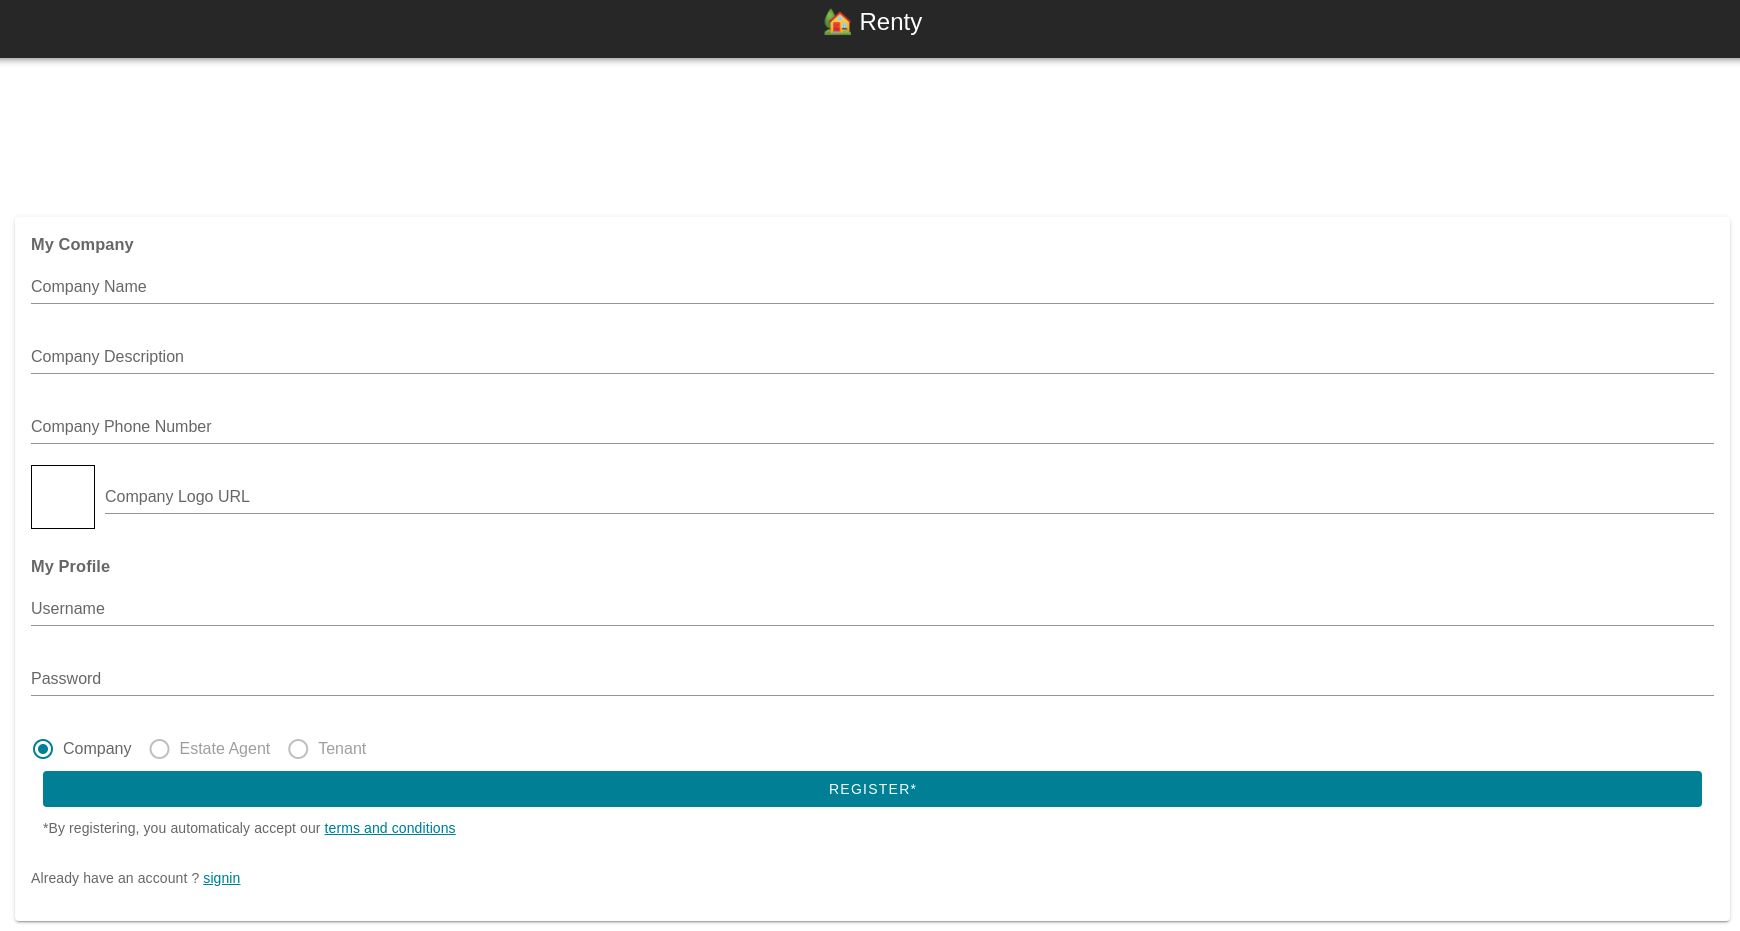 Renty
My Company
Company Name
Company Description
Company Phone Number
Company Logo URL
My Profile
Username
Password
Company Estate Agent Tenant
REGISTER*
*By registering, you automaticaly accept our terms and conditions
Already have an account ? signin